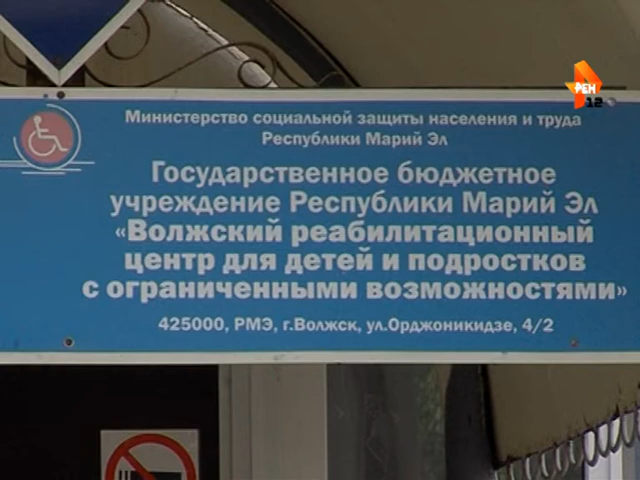 РЕН
12
Министерство социальной защиты населения и труда
Республики Марий Эл
Государственное бюджетное
учреждение Республики Марий Эл
«Волжский реабилитационный
центр для детей и подростков
с ограниченными возможностями»
425000, РМЭ, г.Волжск, ул.Орджоникидзе, 4/2